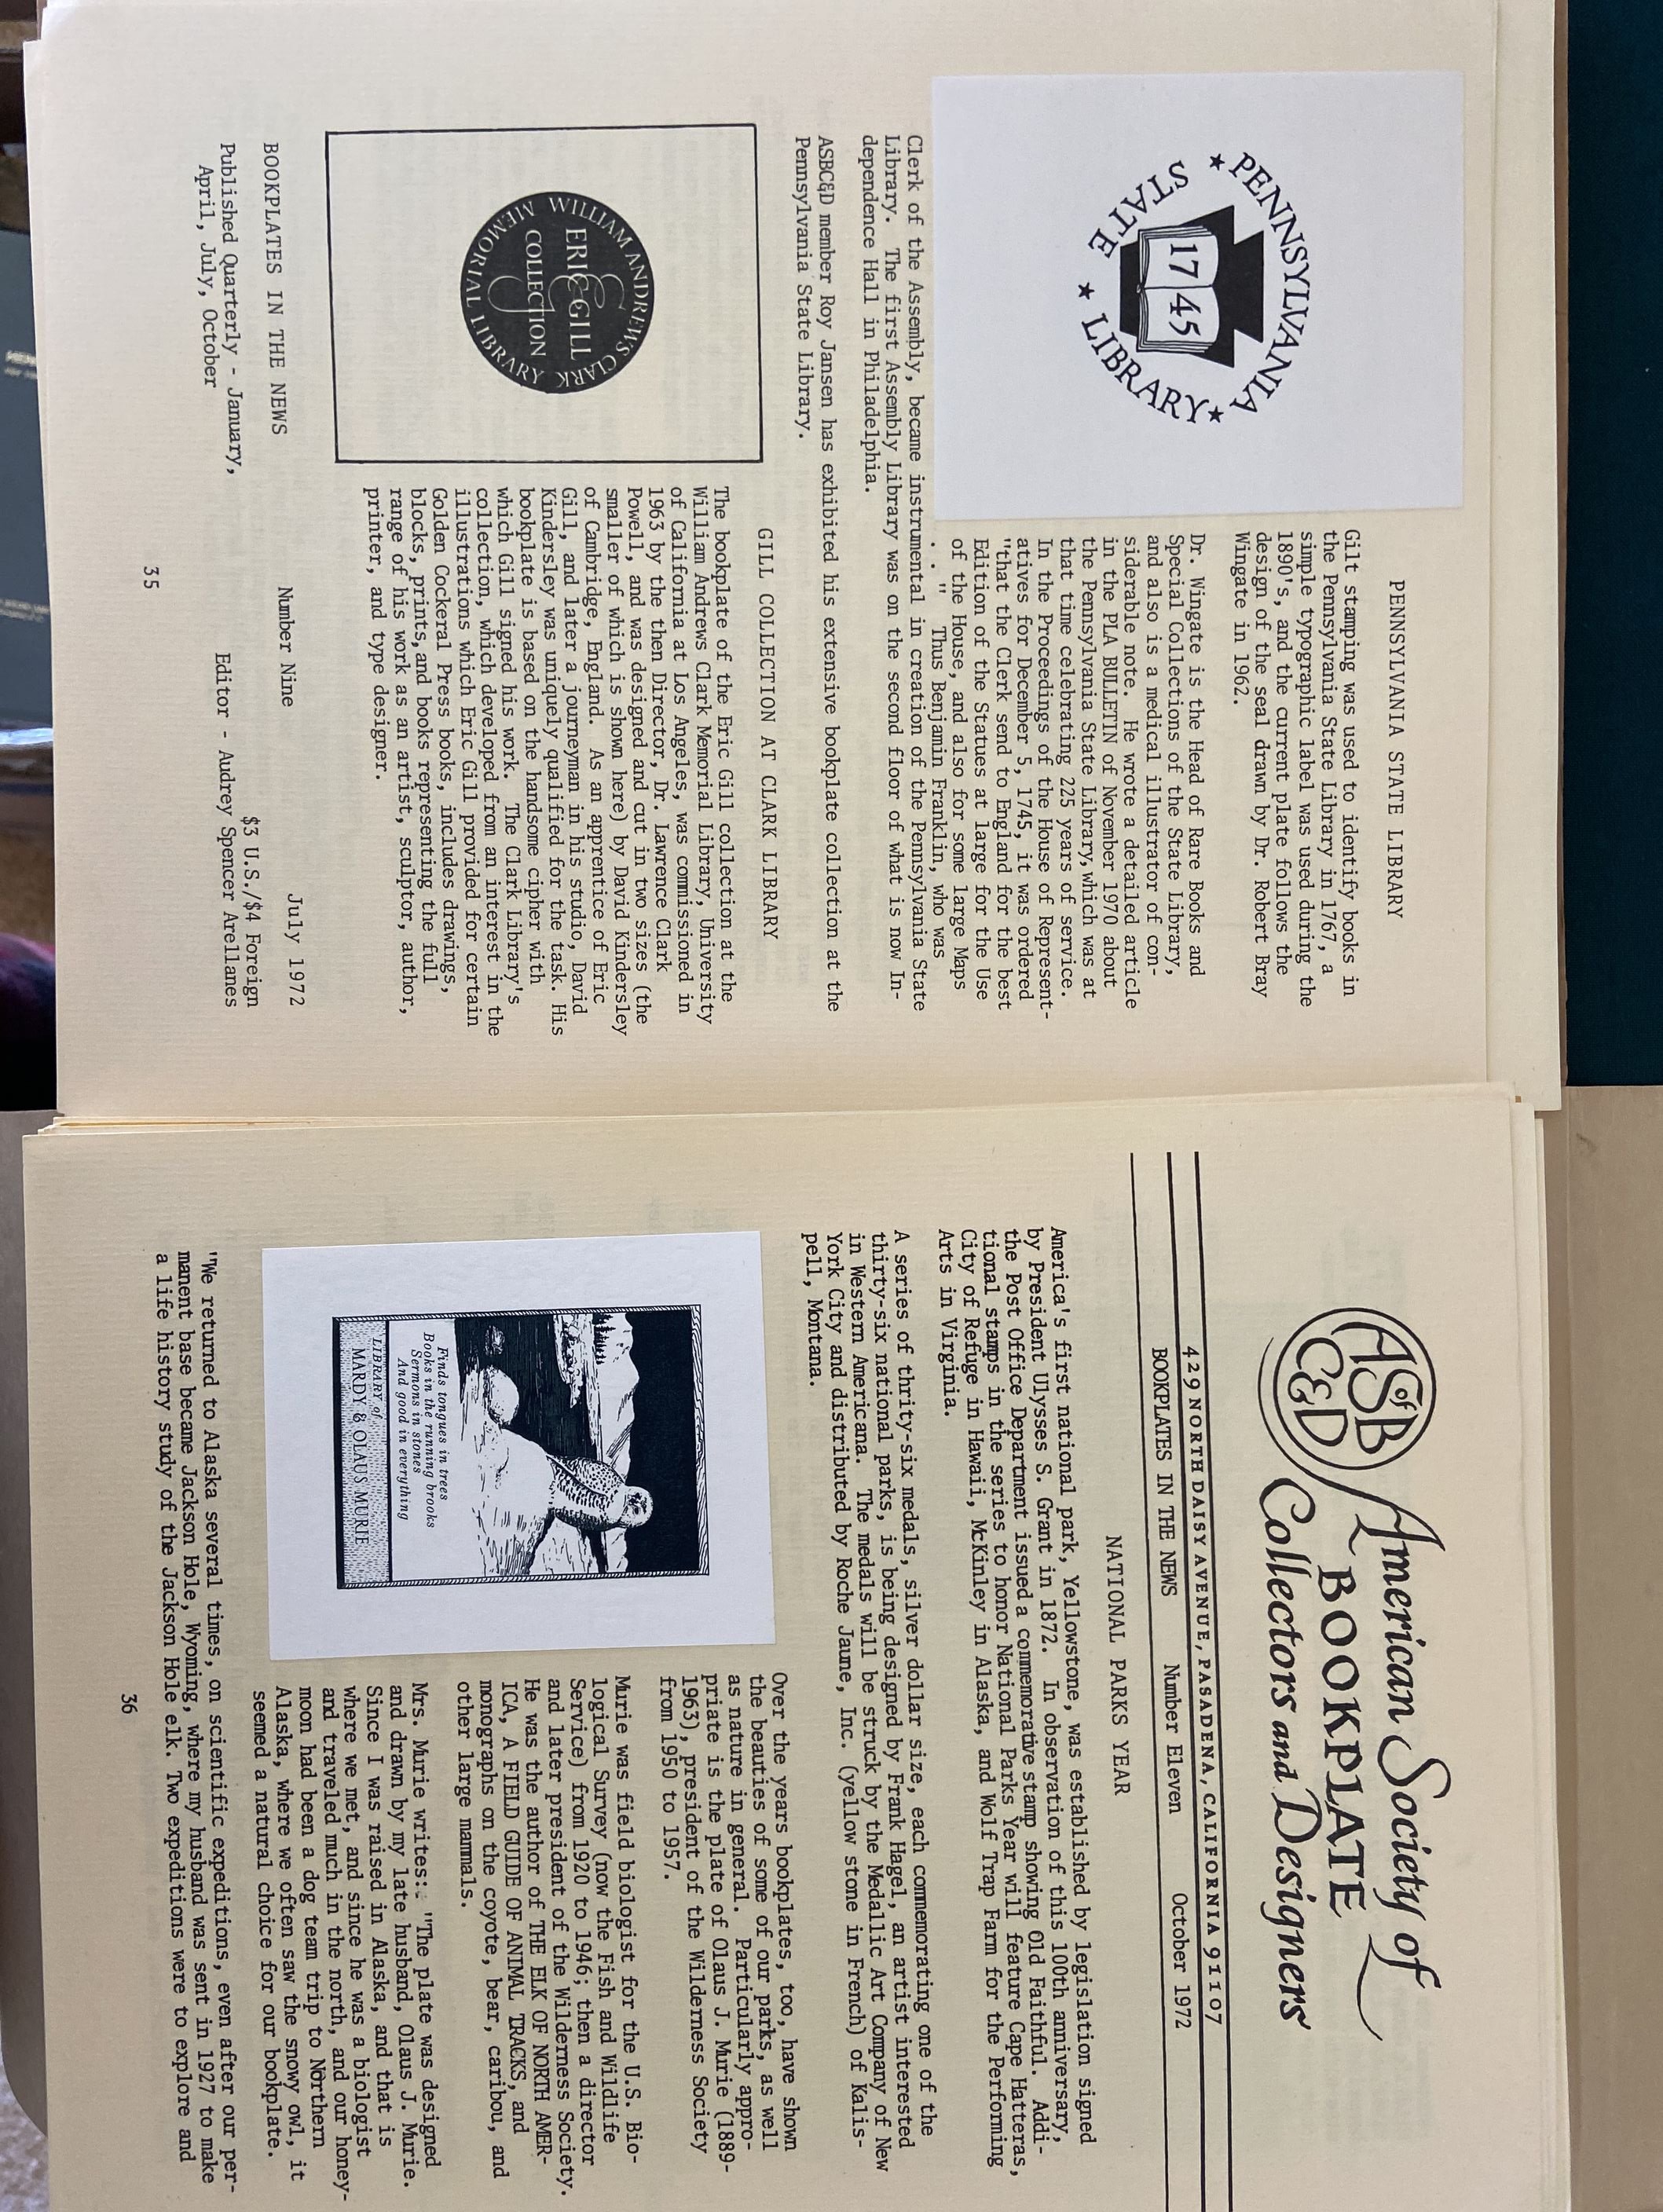 PENNSYLVANIA STATE LIBRARY
★ PENNSYLVANIA ★
STATE ★ LIBRARY
17 45
Gilt stamping was used to identify books in
the Pennsylvania State Library in 1767, a
simple typographic label was used during the
1890's, and the current plate follows the
design of the seal drawn by Dr. Robert Bray
Wingate in 1962.
Dr. Wingate is the Head of Rare Books and
Special Collections of the State Library,
and also is a medical illustrator of con-
siderable note. He wrote a detailed article
in the PLA BULLETIN of November 1970 about
the Pennsylvania State Library, which was at
that time celebrating 225 years of service.
In the Proceedings of the House of Represent-
atives for December 5, 1745, it was ordered
"that the Clerk send to England for the best
Edition of the Statues at large for the Use
of the House, and also for some large Maps
. . ." Thus Benjamin Franklin, who was
Clerk of the Assembly, became instrumental in creation of the Pennsylvania State
Library. The first Assembly Library was on the second floor of what is now In-
dependence Hall in Philadelphia.
ASBC&D member Roy Jansen has exhibited his extensive bookplate collection at the
Pennsylvania State Library.
GILL COLLECTION AT CLARK LIBRARY
WILLIAM ANDREWS CLARK
MEMORIAL LIBRARY
ERIC GILL
&
COLLECTION
The bookplate of the Eric Gill collection at the
William Andrews Clark Memorial Library, University
of California at Los Angeles, was commissioned in
1963 by the then Director, Dr. Lawrence Clark
Powell, and was designed and cut in two sizes (the
smaller of which is shown here) by David Kindersley
of Cambridge, England. As an apprentice of Eric
Gill, and later a journeyman in his studio, David
Kindersley was uniquely qualified for the task. His
bookplate is based on the handsome cipher with
which Gill signed his work. The Clark Library's
collection, which developed from an interest in the
illustrations which Eric Gill provided for certain
Golden Cockeral Press books, includes drawings,
blocks, prints, and books representing the full
range of his work as an artist, sculptor, author,
printer, and type designer.
BOOKPLATES IN THE NEWS Number Nine July 1972
Published Quarterly - January, $3 U.S./$4 Foreign
April, July, October Editor - Audrey Spencer Arellanes
35
ASofB
C&D
American Society of
BOOKPLATE
Collectors and Designers
429 NORTH DAISY AVENUE, PASADENA, CALIFORNIA 91107
BOOKPLATES IN THE NEWS Number Eleven October 1972
NATIONAL PARKS YEAR
America's first national park, Yellowstone, was established by legislation signed
by President Ulysses S. Grant in 1872. In observation of this 100th anniversary,
the Post Office Department issued a commemorative stamp showing Old Faithful. Addi-
tional stamps in the series to honor National Parks Year will feature Cape Hatteras,
City of Refuge in Hawaii, McKinley in Alaska, and Wolf Trap Farm for the Performing
Arts in Virginia.
A series of thrity-six medals, silver dollar size, each commemorating one of the
thirty-six national parks, is being designed by Frank Hagel, an artist interested
in Western Americana. The medals will be struck by the Medallic Art Company of New
York City and distributed by Roche Jaune, Inc. (yellow stone in French) of Kalis-
pell, Montana.
Finds tongues in trees
Books in the running brooks
Sermons in stones
And good in everything
LIBRARY of
MARDY & OLAUS MURIE
Over the years bookplates, too, have shown
the beauties of some of our parks, as well
as nature in general. Particularly appro-
priate is the plate of Olaus J. Murie (1889-
1963), president of the Wilderness Society
from 1950 to 1957.
Murie was field biologist for the U.S. Bio-
logical Survey (now the Fish and Wildlife
Service) from 1920 to 1946; then a director
and later president of the Wilderness Society.
He was the author of THE ELK OF NORTH AMER-
ICA, A FIELD GUIDE OF ANIMAL TRACKS, and
monographs on the coyote, bear, caribou, and
other large mammals.
Mrs. Murie writes: "The plate was designed
and drawn by my late husband, Olaus J. Murie.
Since I was raised in Alaska, and that is
where we met, and since he was a biologist
and traveled much in the north, and our honey-
moon had been a dog team trip to Northern
Alaska, where we often saw the snowy owl, it
seemed a natural choice for our bookplate.
"We returned to Alaska several times, on scientific expeditions, even after our per-
manent base became Jackson Hole, Wyoming, where my husband was sent in 1927 to make
a life history study of the Jackson Hole elk. Two expeditions were to explore and
36